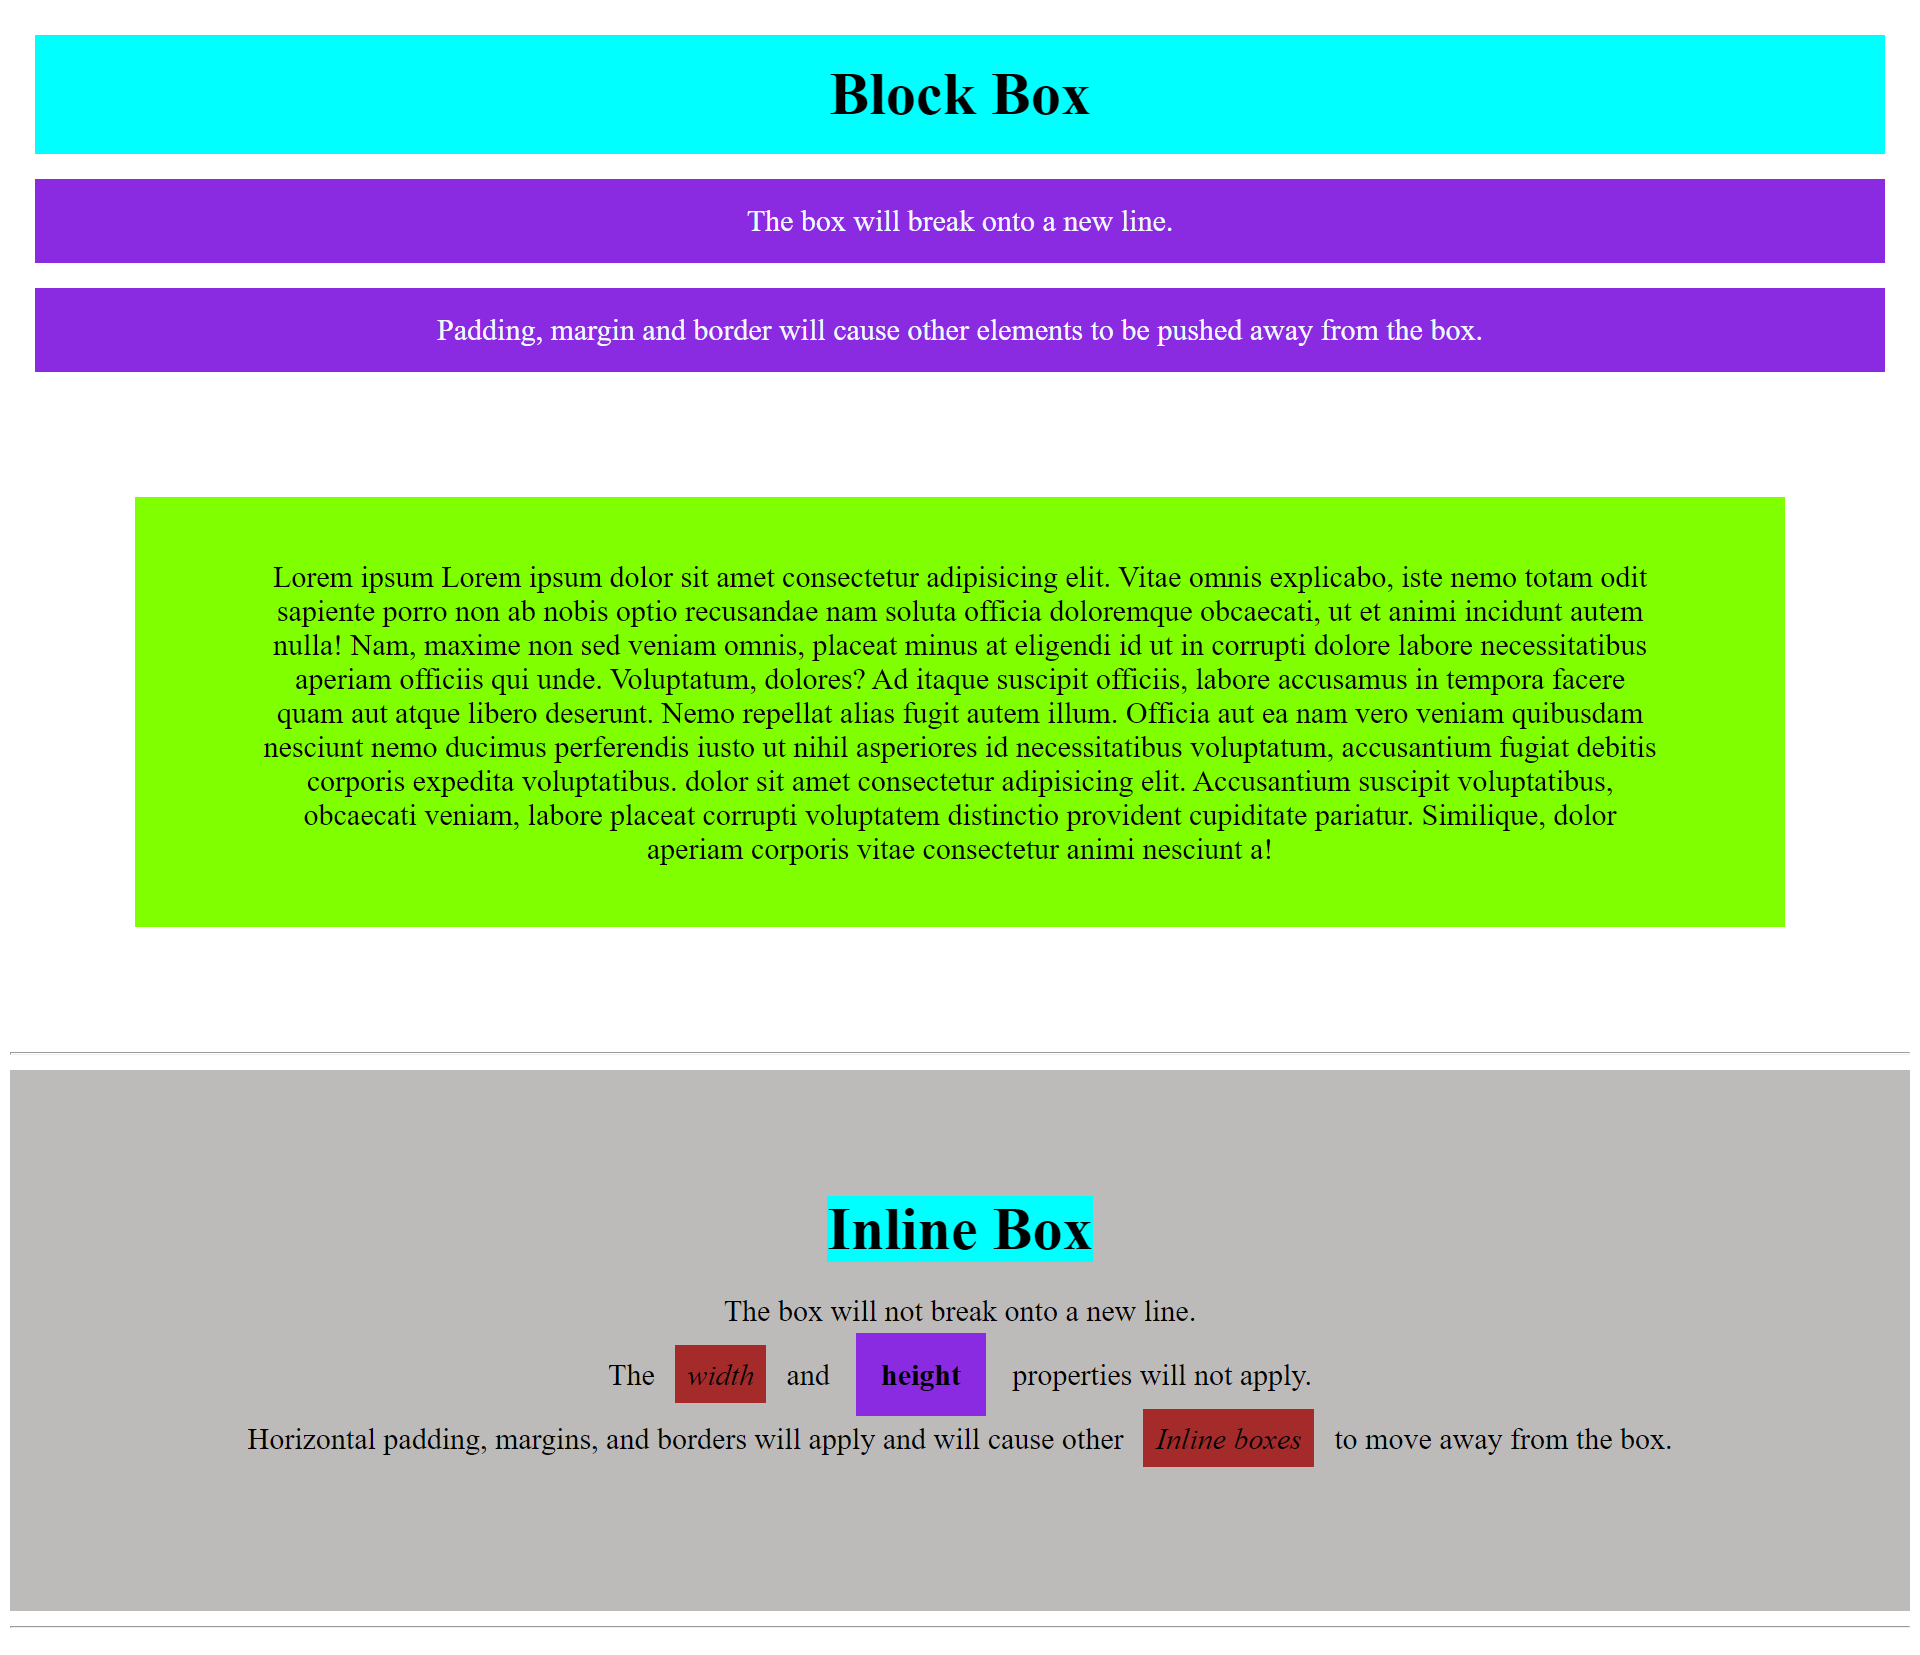 Block Box
The box will break onto a new line.
Padding, margin and border will cause other elements to be pushed away from the box.
Lorem ipsum Lorem ipsum dolor sit amet consectetur adipisicing elit. Vitae omnis explicabo, iste nemo totam odit
sapiente porro non ab nobis optio recusandae nam soluta officia doloremque obcaecati, ut et animi incidunt autem
nulla! Nam, maxime non sed veniam omnis, placeat minus at eligendi id ut in corrupti dolore labore necessitatibus
aperiam officiis qui unde. Voluptatum, dolores? Ad itaque suscipit officiis, labore accusamus in tempora facere
quam aut atque libero deserunt. Nemo repellat alias fugit autem illum. Officia aut ea nam vero veniam quibusdam
nesciunt nemo ducimus perferendis iusto ut nihil asperiores id necessitatibus voluptatum, accusantium fugiat debitis
corporis expedita voluptatibus. dolor sit amet consectetur adipisicing elit. Accusantium suscipit voluptatibus,
obcaecati veniam, labore placeat corrupti voluptatem distinctio provident cupiditate pariatur. Similique, dolor
aperiam corporis vitae consectetur animi nesciunt a!
Inline Box
The box will not break onto a new line.
The width and height properties will not apply.
Horizontal padding, margins, and borders will apply and will cause other Inline boxes to move away from the box.